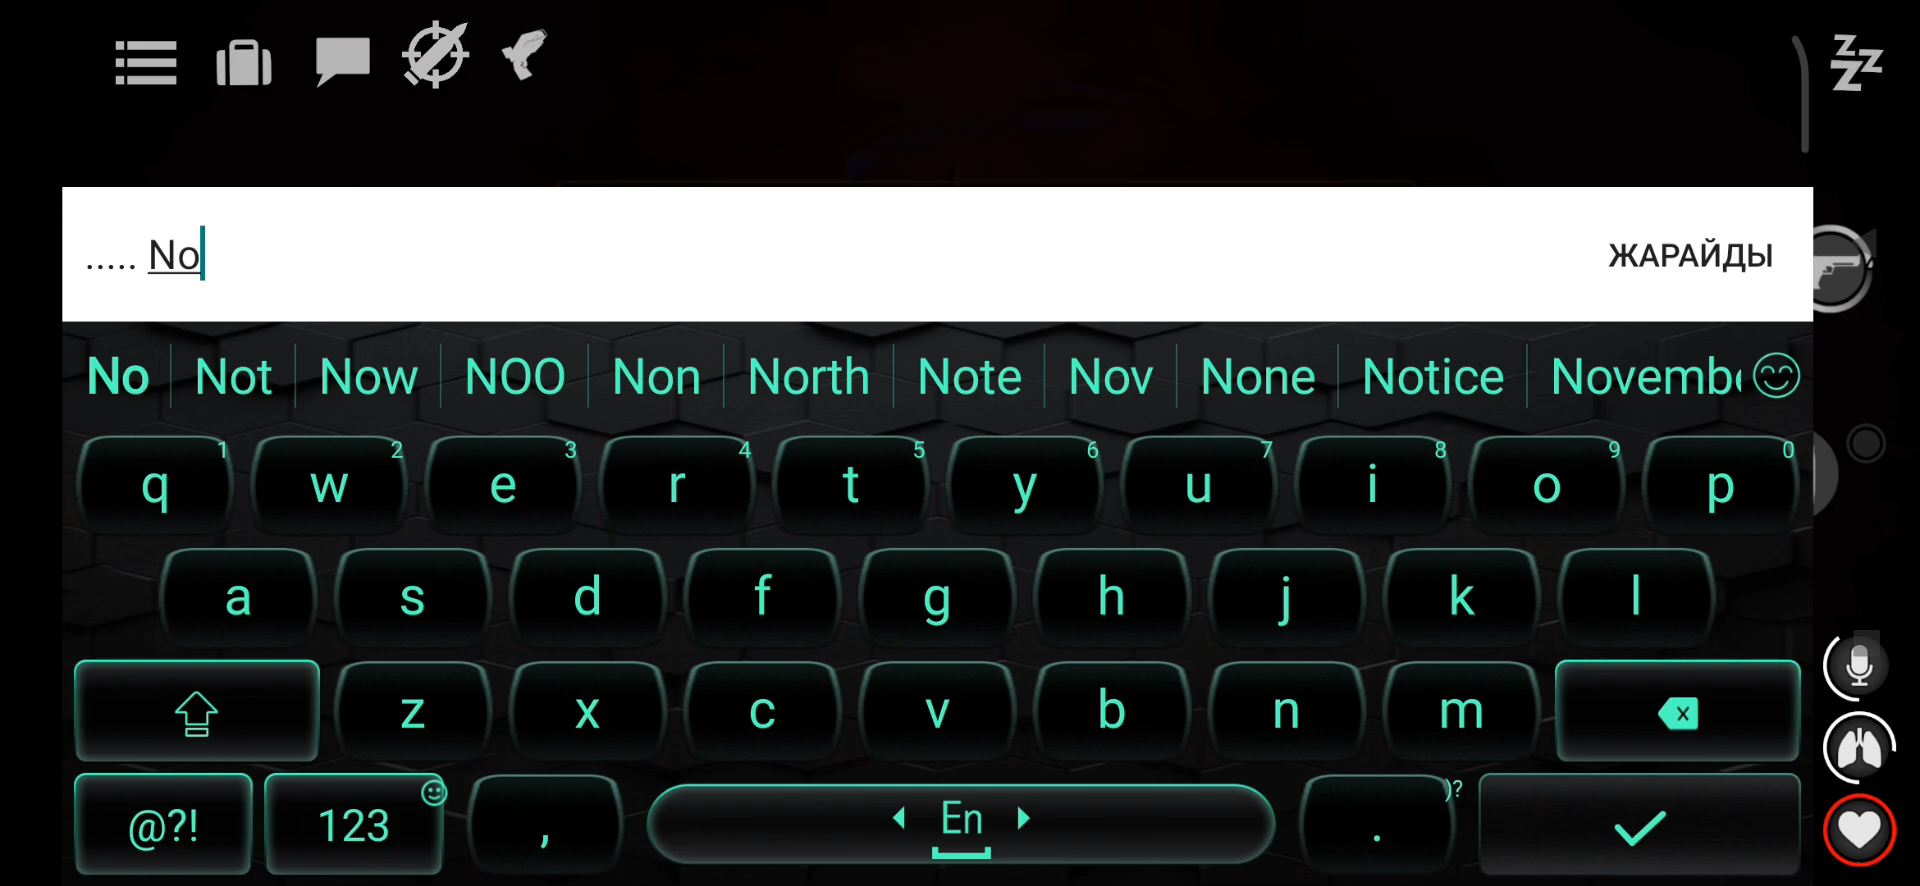 z z z
..... No
ЖАРАЙДЫ
No Not Now NOO Non North Note Nov None Notice Novembe
q 1 w 2 e 3 r 4 t 5 y 6 u 7 i 8 o 9 p 0
a s d f g h j k l
z x c v b n m
@?! 123 , En . )?